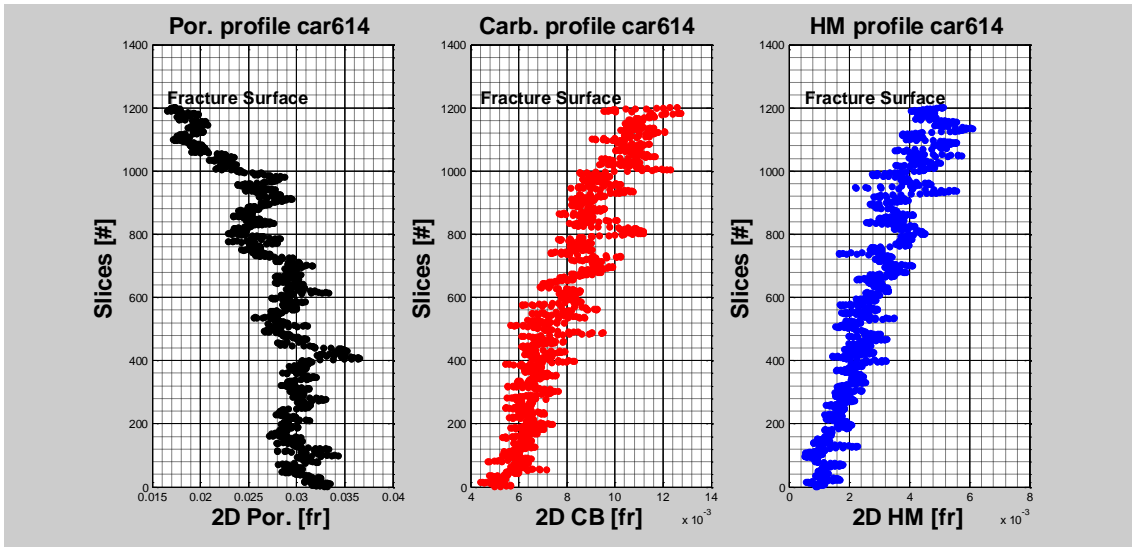 Por. profile car614
1400
1200
1000
800
600
400
200
0
Slices [#]
Fracture Surface
0.015 0.02 0.025 0.03 0.035 0.04
2D Por. [fr]
Carb. profile car614
1400
1200
1000
800
600
400
200
0
Slices [#]
Fracture Surface
4 6 8 10 12 14
2D CB [fr]
x 10-3
HM profile car614
1400
1200
1000
800
600
400
200
0
Slices [#]
Fracture Surface
0 2 4 6 8
2D HM [fr]
x 10-3